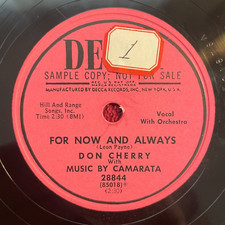 DE
1
SAMPLE COPY; NOT FOR SALE
MANUFACTURED BY DECCA RECORDS, INC., NEW YORK, U.S.A.
Hill And Range
Songs, Inc.
Time 2:30 (BMI)
Vocal
With Orchestra
FOR NOW AND ALWAYS
(Leon Payne)
DON CHERRY
With
MUSIC BY CAMARATA
28844
(85018)